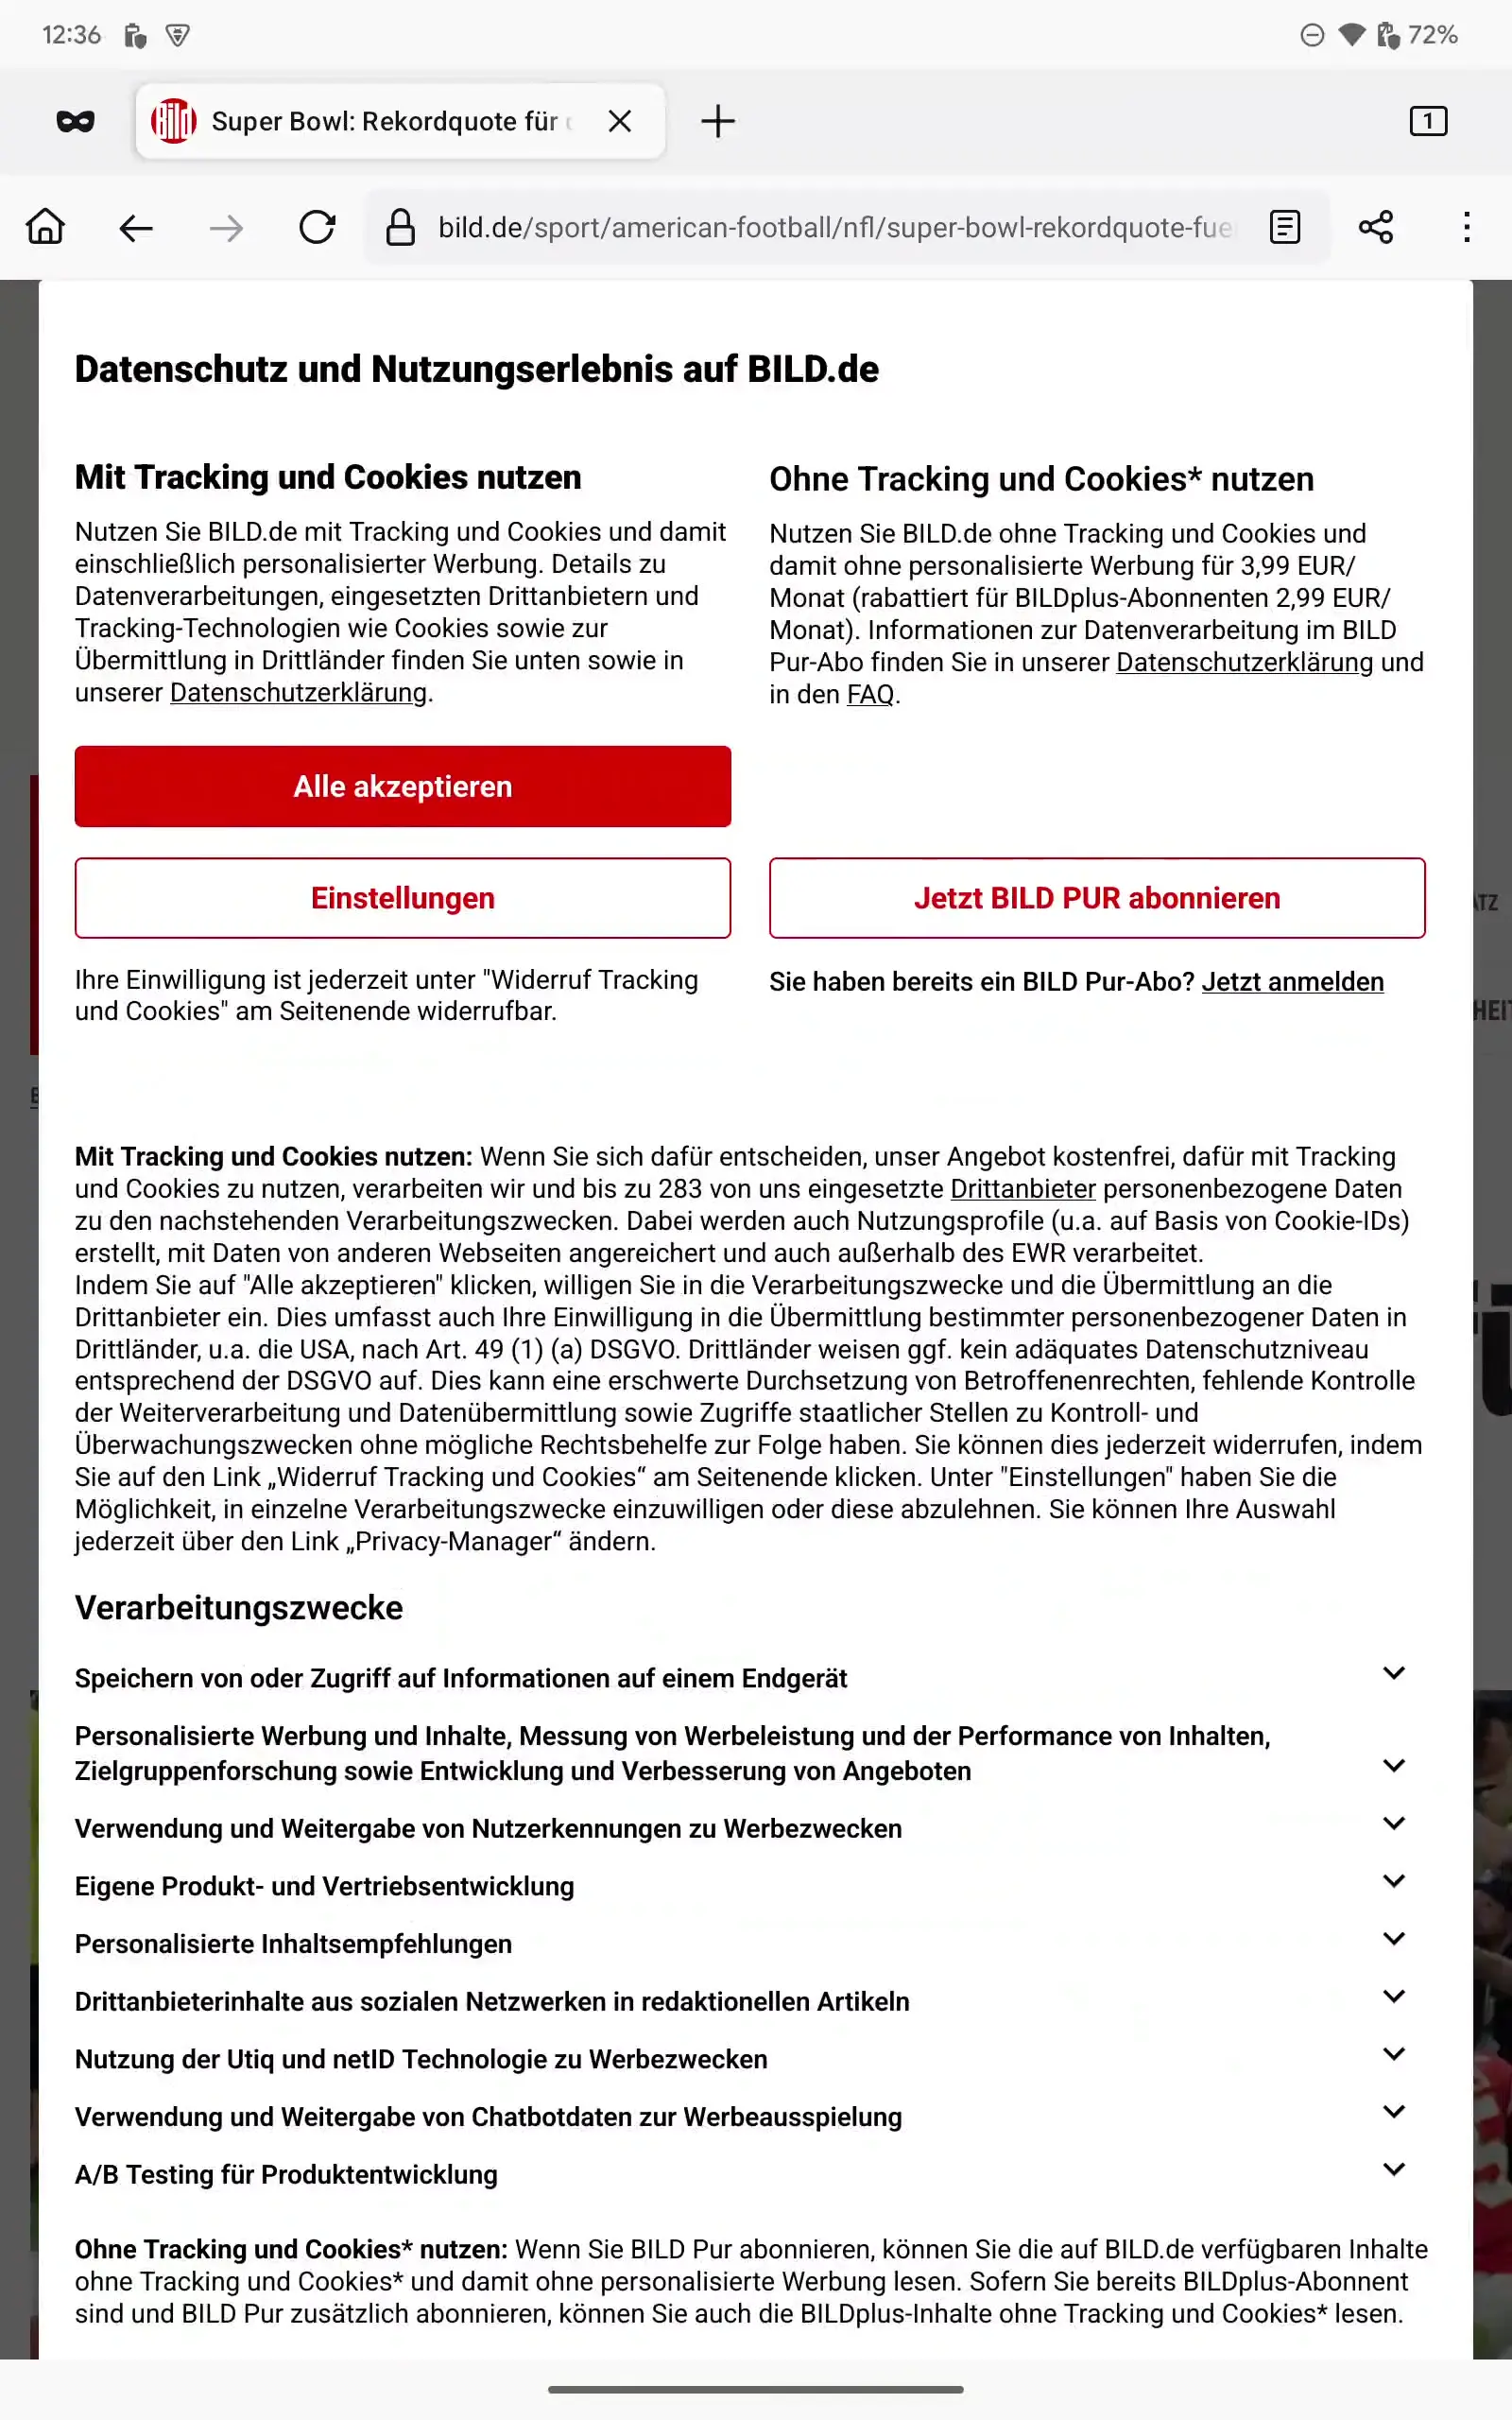 12:36
72%
Bild
Super Bowl: Rekordquote für
1
bild.de/sport/american-football/nfl/super-bowl-rekordquote-fue
Datenschutz und Nutzungserlebnis auf BILD.de
Mit Tracking und Cookies nutzen
Nutzen Sie BILD.de mit Tracking und Cookies und damit
einschließlich personalisierter Werbung. Details zu
Datenverarbeitungen, eingesetzten Drittanbietern und
Tracking-Technologien wie Cookies sowie zur
Übermittlung in Drittländer finden Sie unten sowie in
unserer Datenschutzerklärung.
Alle akzeptieren
Einstellungen
Ihre Einwilligung ist jederzeit unter "Widerruf Tracking
und Cookies" am Seitenende widerrufbar.
Ohne Tracking und Cookies* nutzen
Nutzen Sie BILD.de ohne Tracking und Cookies und
damit ohne personalisierte Werbung für 3,99 EUR/
Monat (rabattiert für BILDplus-Abonnenten 2,99 EUR/
Monat). Informationen zur Datenverarbeitung im BILD
Pur-Abo finden Sie in unserer Datenschutzerklärung und
in den FAQ.
Jetzt BILD PUR abonnieren
Sie haben bereits ein BILD Pur-Abo? Jetzt anmelden
Mit Tracking und Cookies nutzen: Wenn Sie sich dafür entscheiden, unser Angebot kostenfrei, dafür mit Tracking
und Cookies zu nutzen, verarbeiten wir und bis zu 283 von uns eingesetzte Drittanbieter personenbezogene Daten
zu den nachstehenden Verarbeitungszwecken. Dabei werden auch Nutzungsprofile (u.a. auf Basis von Cookie-IDs)
erstellt, mit Daten von anderen Webseiten angereichert und auch außerhalb des EWR verarbeitet.
Indem Sie auf "Alle akzeptieren" klicken, willigen Sie in die Verarbeitungszwecke und die Übermittlung an die
Drittanbieter ein. Dies umfasst auch Ihre Einwilligung in die Übermittlung bestimmter personenbezogener Daten in
Drittländer, u.a. die USA, nach Art. 49 (1) (a) DSGVO. Drittländer weisen ggf. kein adäquates Datenschutzniveau
entsprechend der DSGVO auf. Dies kann eine erschwerte Durchsetzung von Betroffenenrechten, fehlende Kontrolle
der Weiterverarbeitung und Datenübermittlung sowie Zugriffe staatlicher Stellen zu Kontroll- und
Überwachungszwecken ohne mögliche Rechtsbehelfe zur Folge haben. Sie können dies jederzeit widerrufen, indem
Sie auf den Link „Widerruf Tracking und Cookies“ am Seitenende klicken. Unter "Einstellungen" haben Sie die
Möglichkeit, in einzelne Verarbeitungszwecke einzuwilligen oder diese abzulehnen. Sie können Ihre Auswahl
jederzeit über den Link „Privacy-Manager“ ändern.
Verarbeitungszwecke
Speichern von oder Zugriff auf Informationen auf einem Endgerät
Personalisierte Werbung und Inhalte, Messung von Werbeleistung und der Performance von Inhalten,
Zielgruppenforschung sowie Entwicklung und Verbesserung von Angeboten
Verwendung und Weitergabe von Nutzerkennungen zu Werbezwecken
Eigene Produkt- und Vertriebsentwicklung
Personalisierte Inhaltsempfehlungen
Drittanbieterinhalte aus sozialen Netzwerken in redaktionellen Artikeln
Nutzung der Utiq und netID Technologie zu Werbezwecken
Verwendung und Weitergabe von Chatbotdaten zur Werbeausspielung
A/B Testing für Produktentwicklung
Ohne Tracking und Cookies* nutzen: Wenn Sie BILD Pur abonnieren, können Sie die auf BILD.de verfügbaren Inhalte
ohne Tracking und Cookies* und damit ohne personalisierte Werbung lesen. Sofern Sie bereits BILDplus-Abonnent
sind und BILD Pur zusätzlich abonnieren, können Sie auch die BILDplus-Inhalte ohne Tracking und Cookies* lesen.